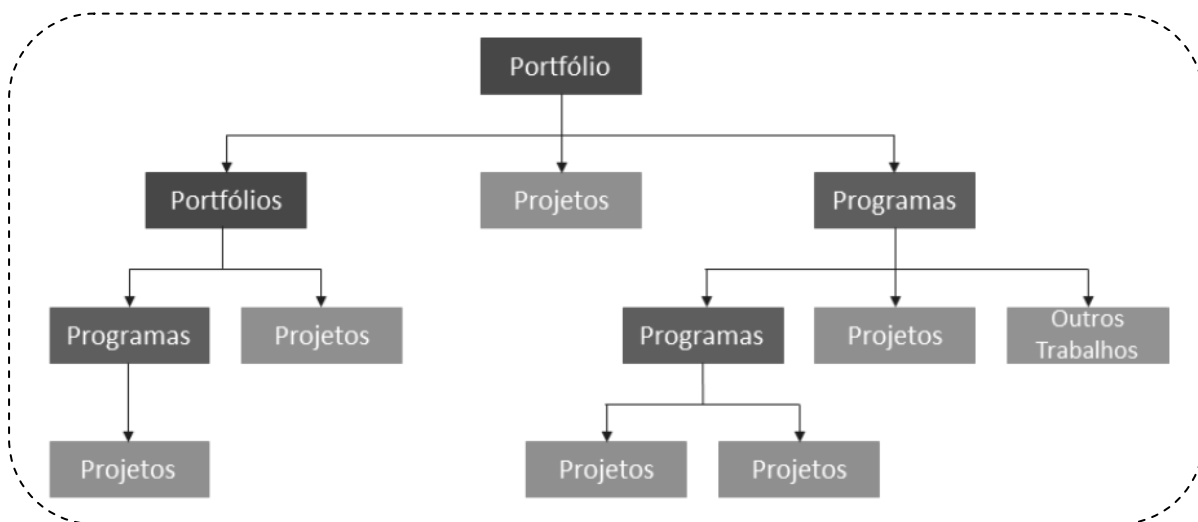 Portfólio
Portfólios
Projetos
Programas
Programas
Projetos
Programas
Projetos
Outros
Trabalhos
Projetos
Projetos
Projetos